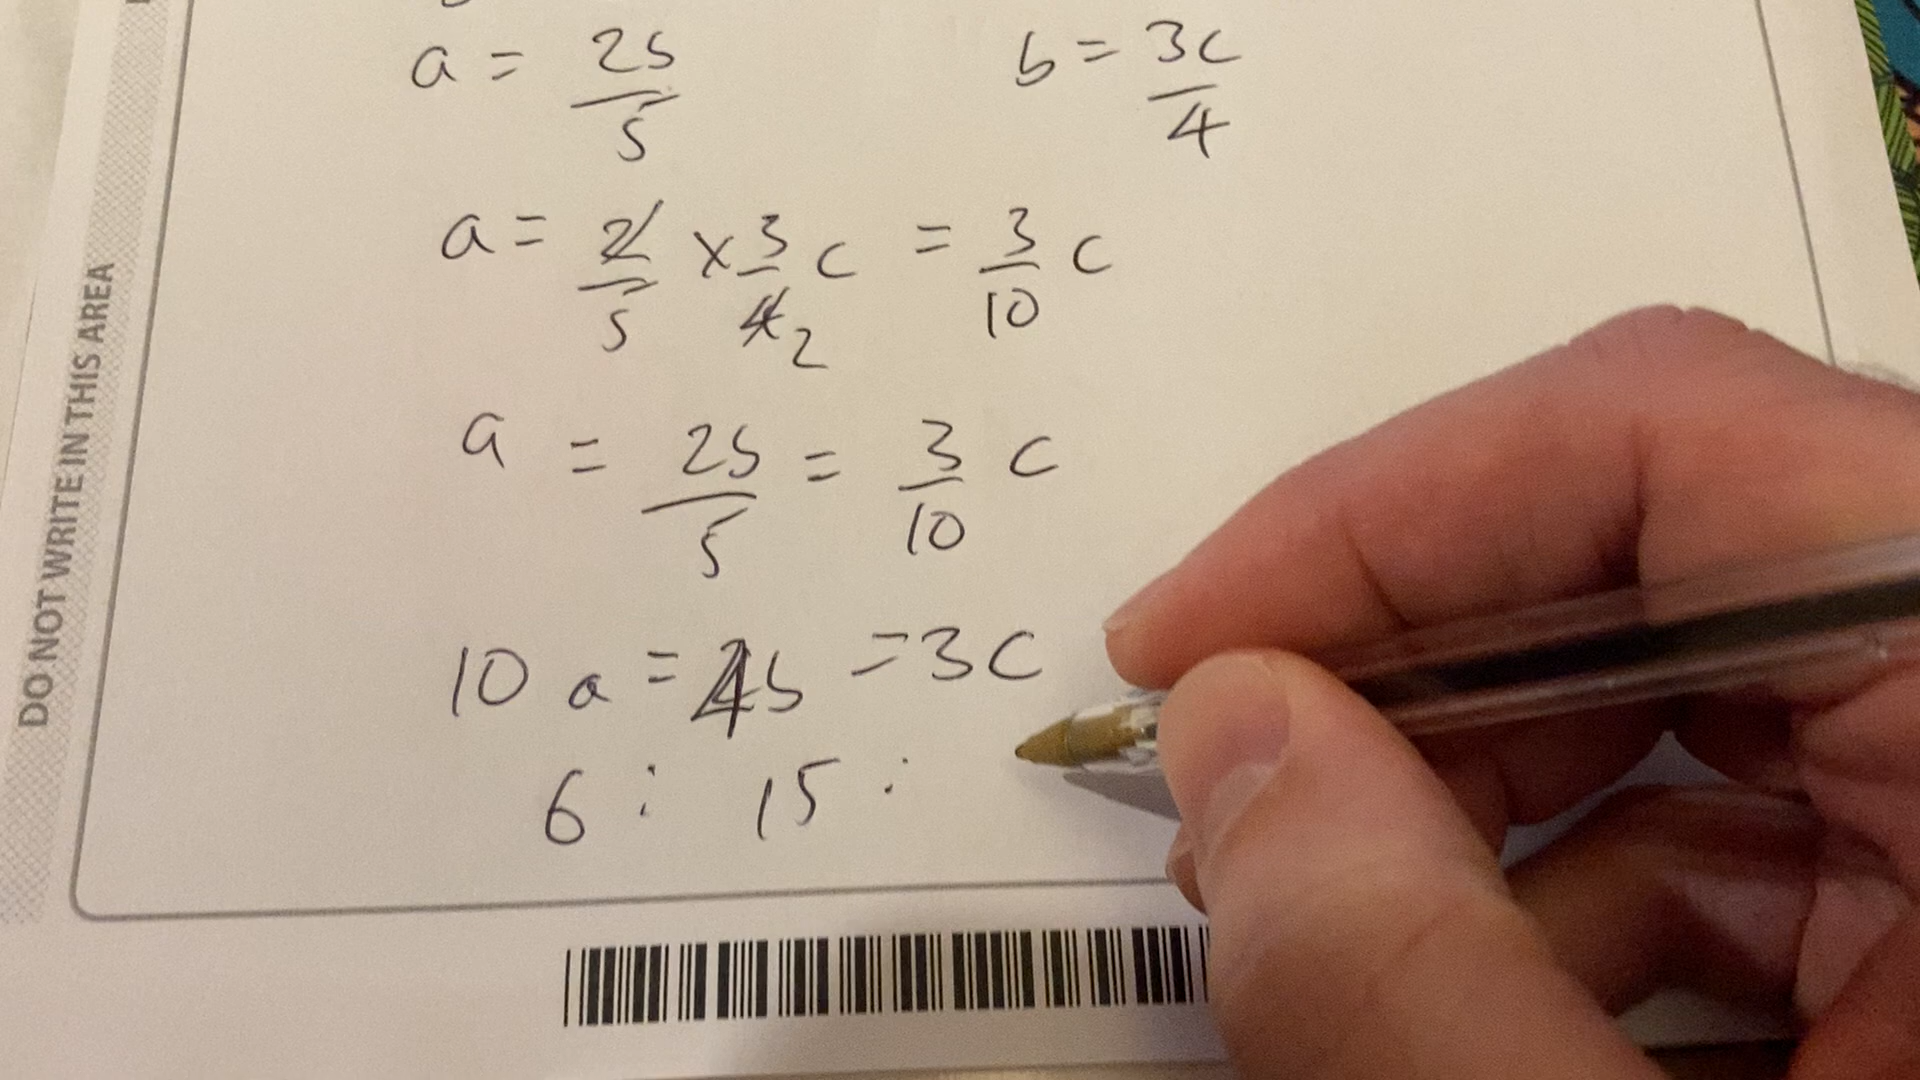 a = 2b/5 b = 3c/4
a = 2/5 × 3/4 2 c = 3/10 c
a = 2b/5 = 3/10 c
10 a = 4b = 3c
6 : 15 :
DO NOT WRITE IN THIS AREA